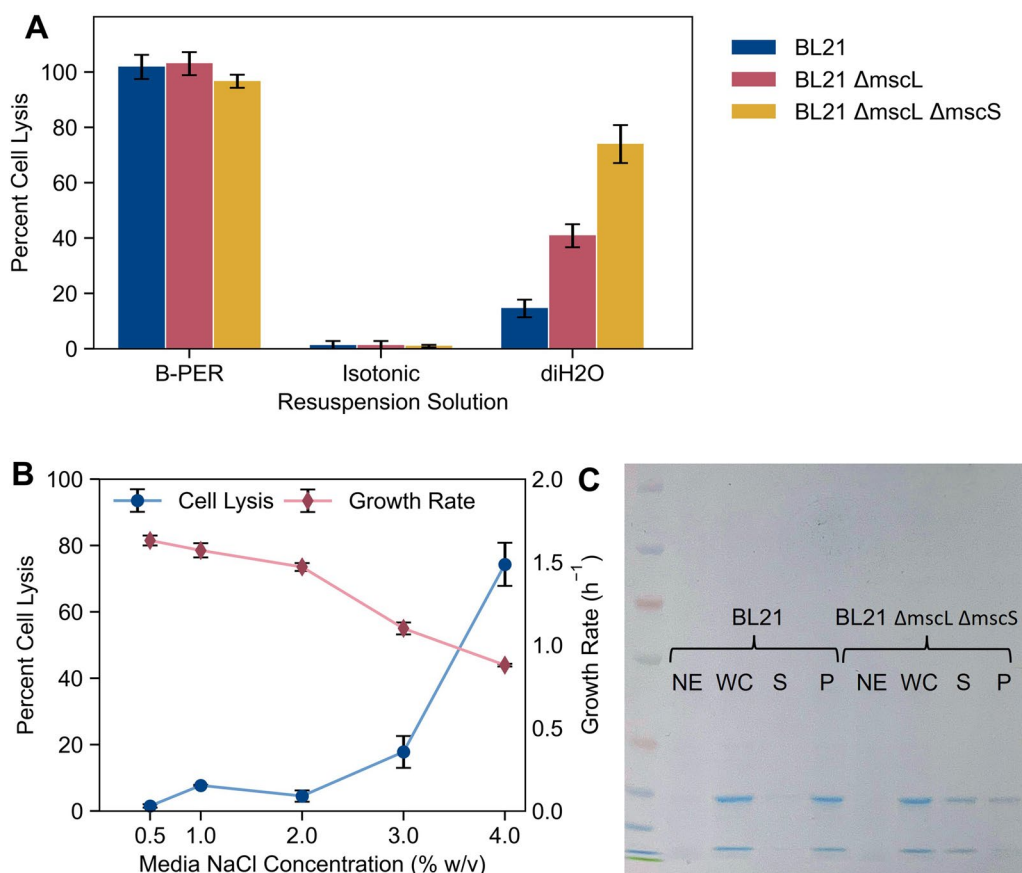 A
Percent Cell Lysis
100
80
60
40
20
0
B-PER
Isotonic
diH2O
Resuspension Solution
BL21
BL21 ΔmscL
BL21 ΔmscL ΔmscS
B
Percent Cell Lysis
100
80
60
40
20
0
Cell Lysis
Growth Rate
2.0
1.5
1.0
0.5
0.0
Growth Rate (h⁻¹)
0.5
1.0
2.0
3.0
4.0
Media NaCl Concentration (% w/v)
C
BL21
BL21 ΔmscL ΔmscS
NE WC S P NE WC S P